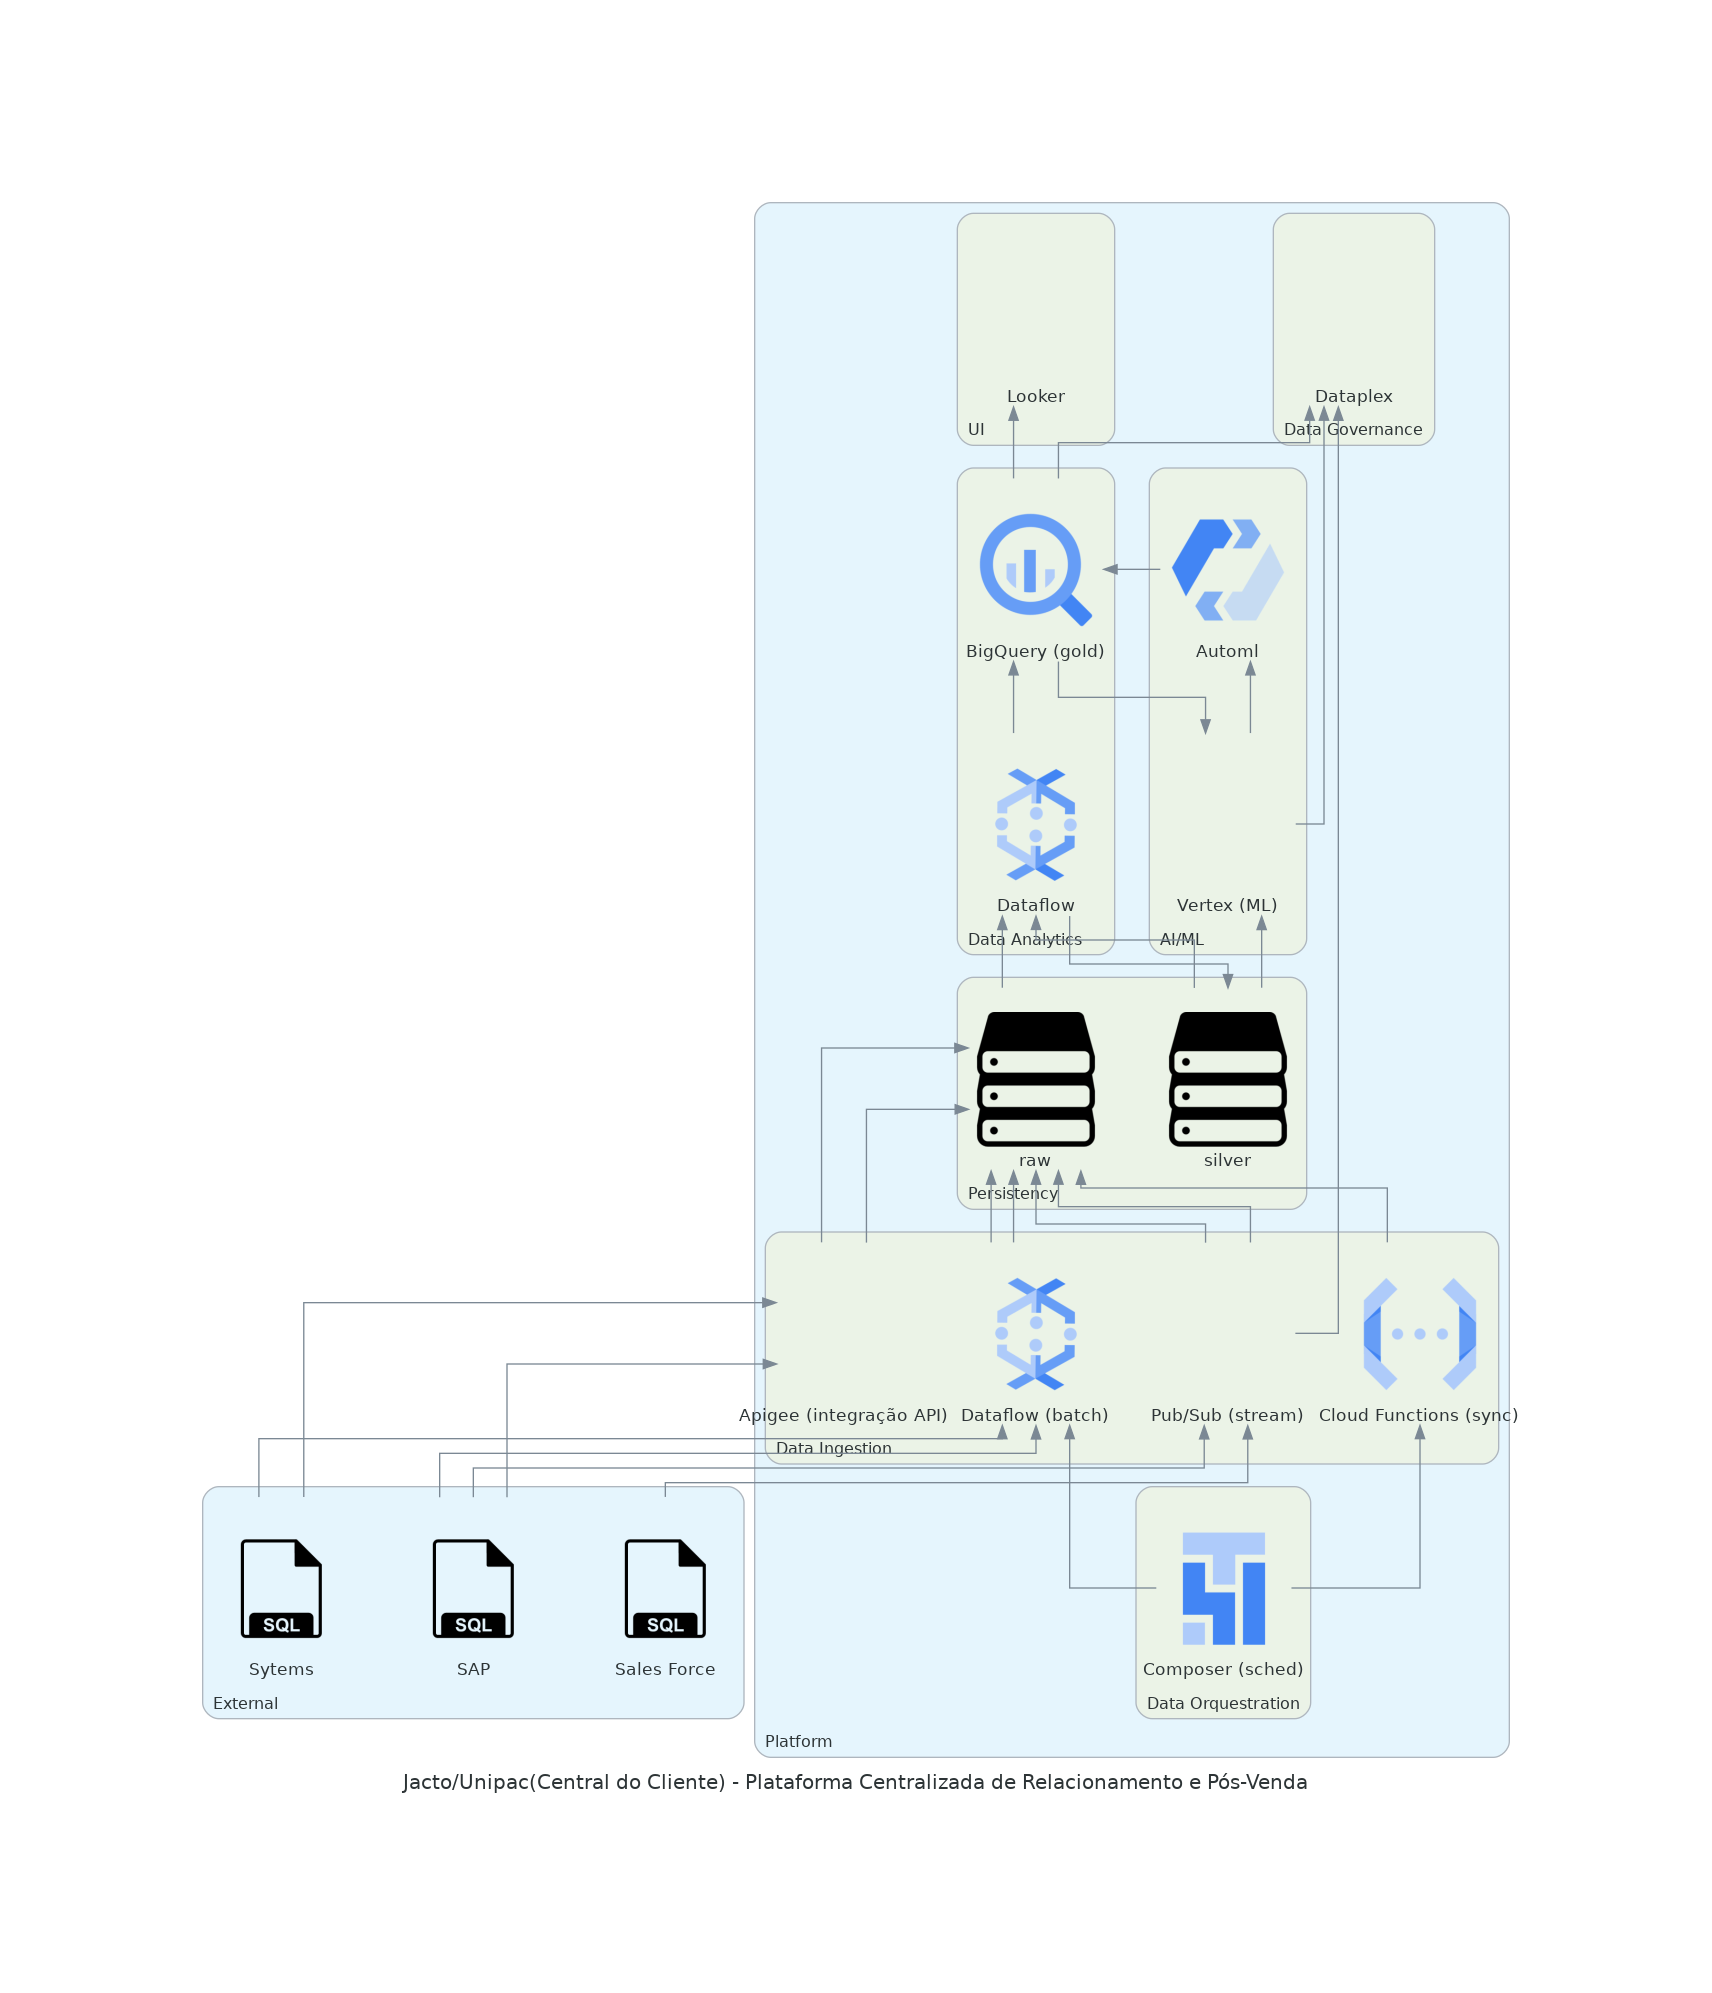 Looker
Dataplex
UI
Data Governance
BigQuery (gold)
Automl
Dataflow
Vertex (ML)
Data Analytics
AI/ML
raw
silver
Persistency
Apigee (integração API)
Dataflow (batch)
Pub/Sub (stream)
Cloud Functions (sync)
Data Ingestion
SQL
SQL
SQL
Sytems
SAP
Sales Force
Composer (sched)
External
Data Orquestration
Platform
Jacto/Unipac(Central do Cliente) - Plataforma Centralizada de Relacionamento e Pós-Venda